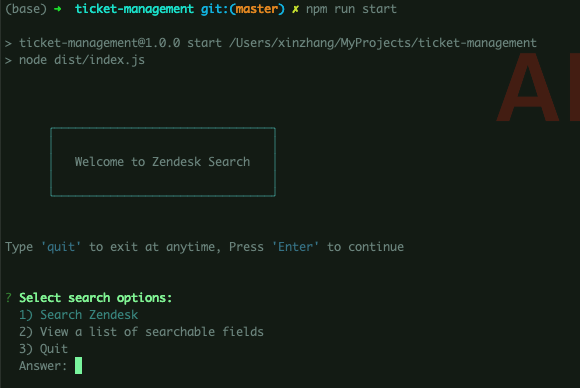 (base) ➜ ticket-management git:(master) ✗ npm run start
> ticket-management@1.0.0 start /Users/xinzhang/MyProjects/ticket-management
> node dist/index.js
Welcome to Zendesk Search
Type 'quit' to exit at anytime, Press 'Enter' to continue
? Select search options:
1) Search Zendesk
2) View a list of searchable fields
3) Quit
Answer: